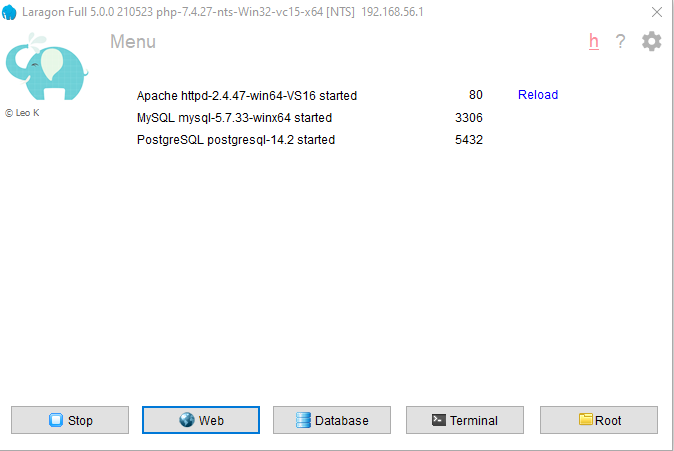 Laragon Full 5.0.0 210523 php-7.4.27-nts-Win32-vc15-x64 [NTS] 192.168.56.1
Menu h ?
© Leo K
Apache httpd-2.4.47-win64-VS16 started 80 Reload
MySQL mysql-5.7.33-winx64 started 3306
PostgreSQL postgresql-14.2 started 5432
Stop Web Database Terminal Root